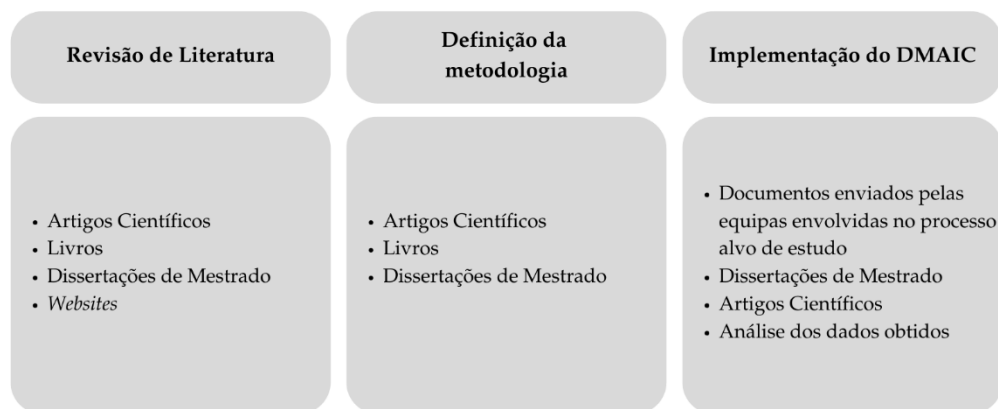 Revisão de Literatura
Definição da
metodologia
Implementação do DMAIC
• Artigos Científicos
• Livros
• Dissertações de Mestrado
• Websites
• Artigos Científicos
• Livros
• Dissertações de Mestrado
• Documentos enviados pelas
equipas envolvidas no processo
alvo de estudo
• Dissertações de Mestrado
• Artigos Científicos
• Análise dos dados obtidos